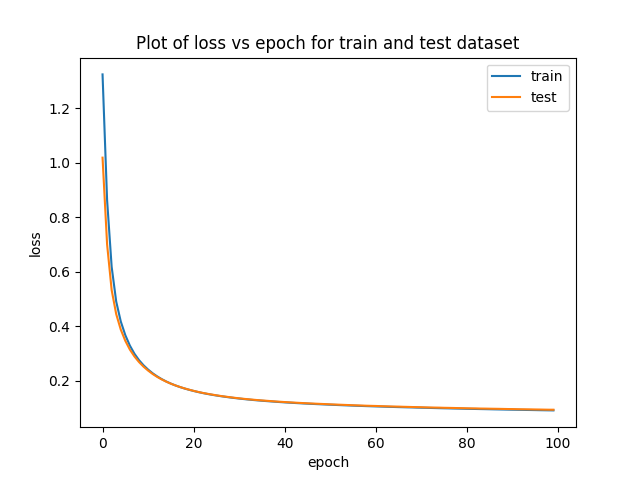 Plot of loss vs epoch for train and test dataset
train
test
1.2
1.0
0.8
0.6
0.4
0.2
loss
0 20 40 60 80 100
epoch